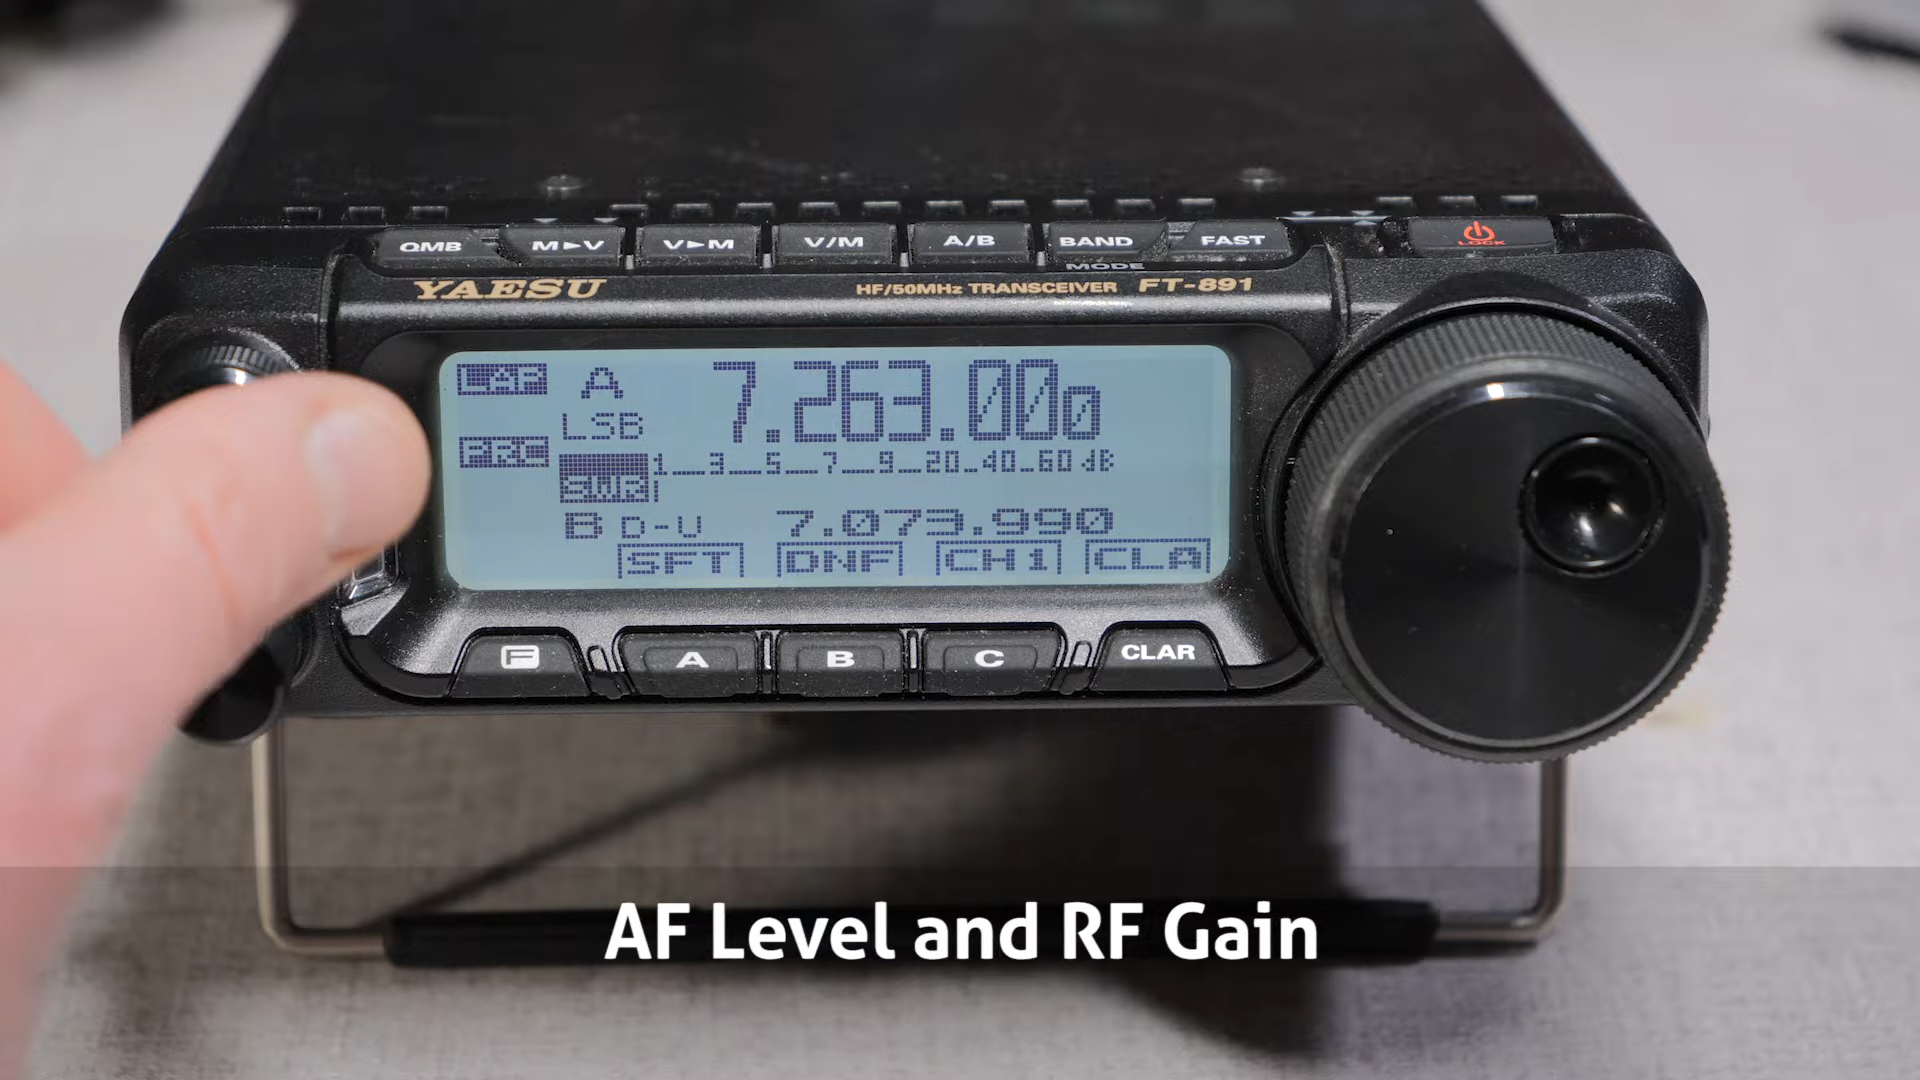 QMB M►V V►M V/M A/B BAND FAST LOCK
MODE
YAESU HF/50MHz TRANSCEIVER FT-891
LAP A 7.263.000
LSB
PRC 1 3 5 7 9 20 40 60 dB
SWR
B D-U 7.073.990
SFT DNF CH1 CLA
F A B C CLAR
AF Level and RF Gain